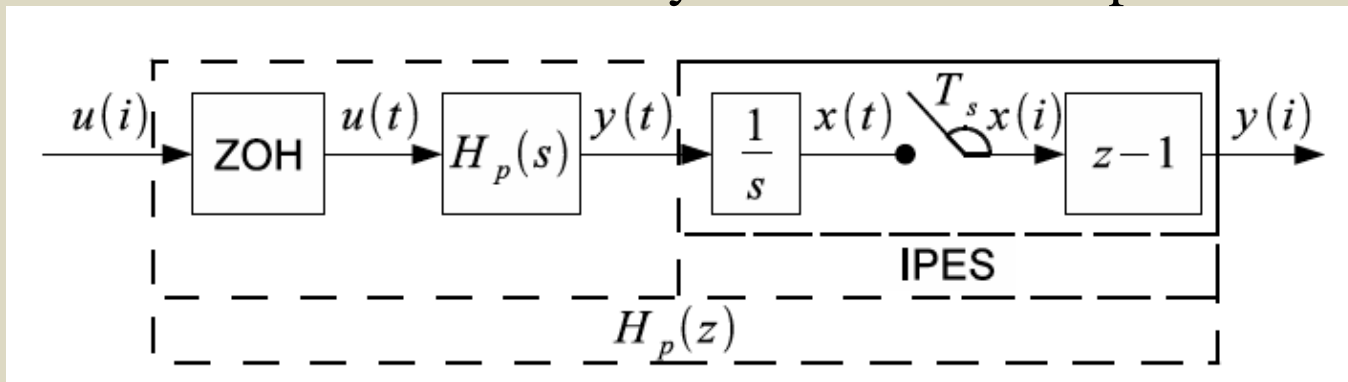 u(i) ZOH u(t) H_p(s) y(t) 1/s x(t) T_s x(i) z−1 y(i)
IPES
H_p(z)